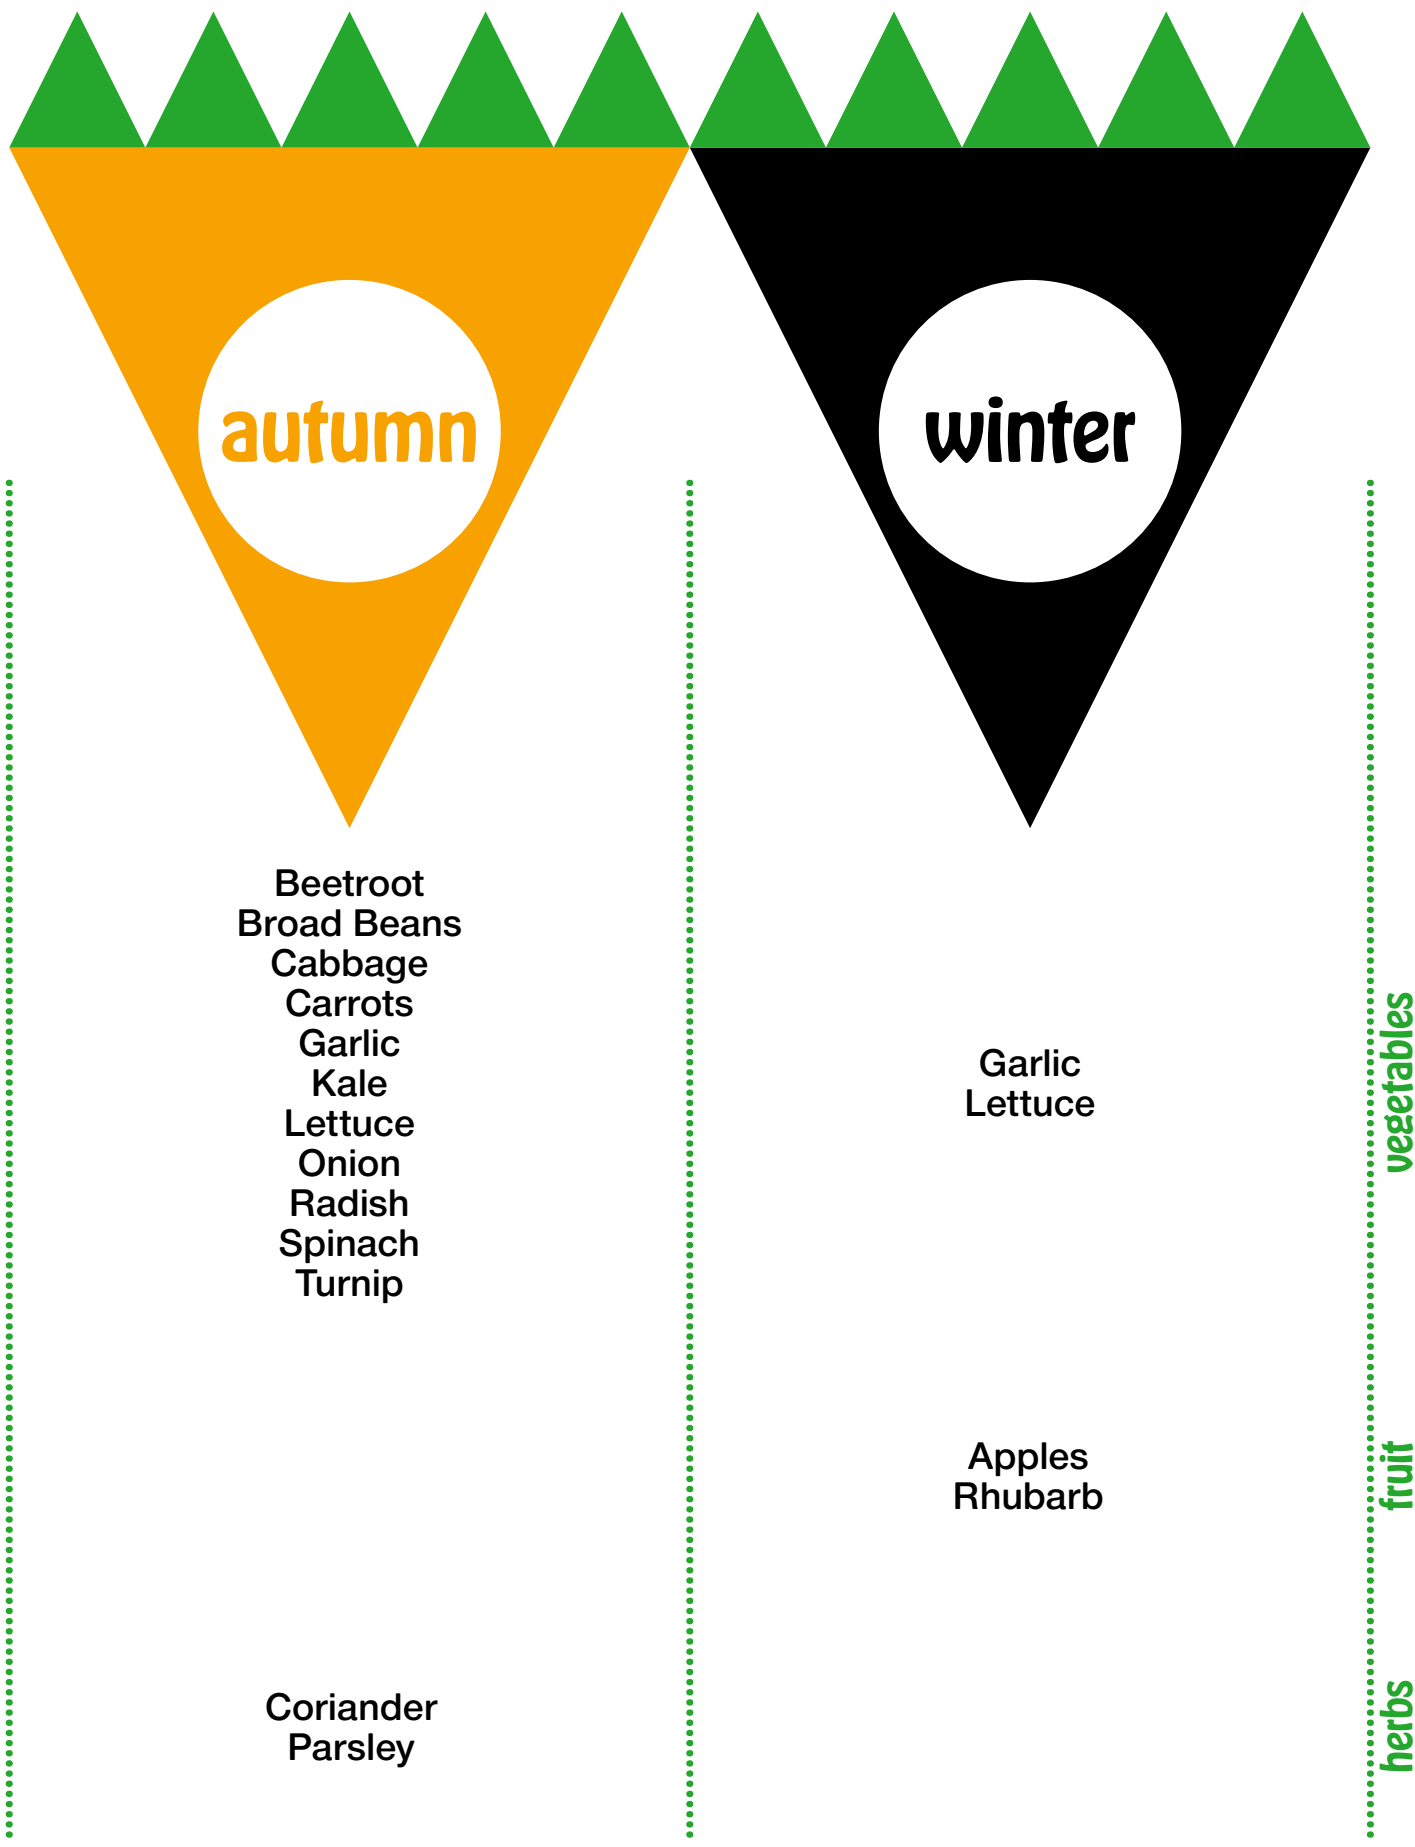 autumn
winter
Beetroot
Broad Beans
Cabbage
Carrots
Garlic
Kale
Lettuce
Onion
Radish
Spinach
Turnip
Garlic
Lettuce
vegetables
Apples
Rhubarb
fruit
Coriander
Parsley
herbs